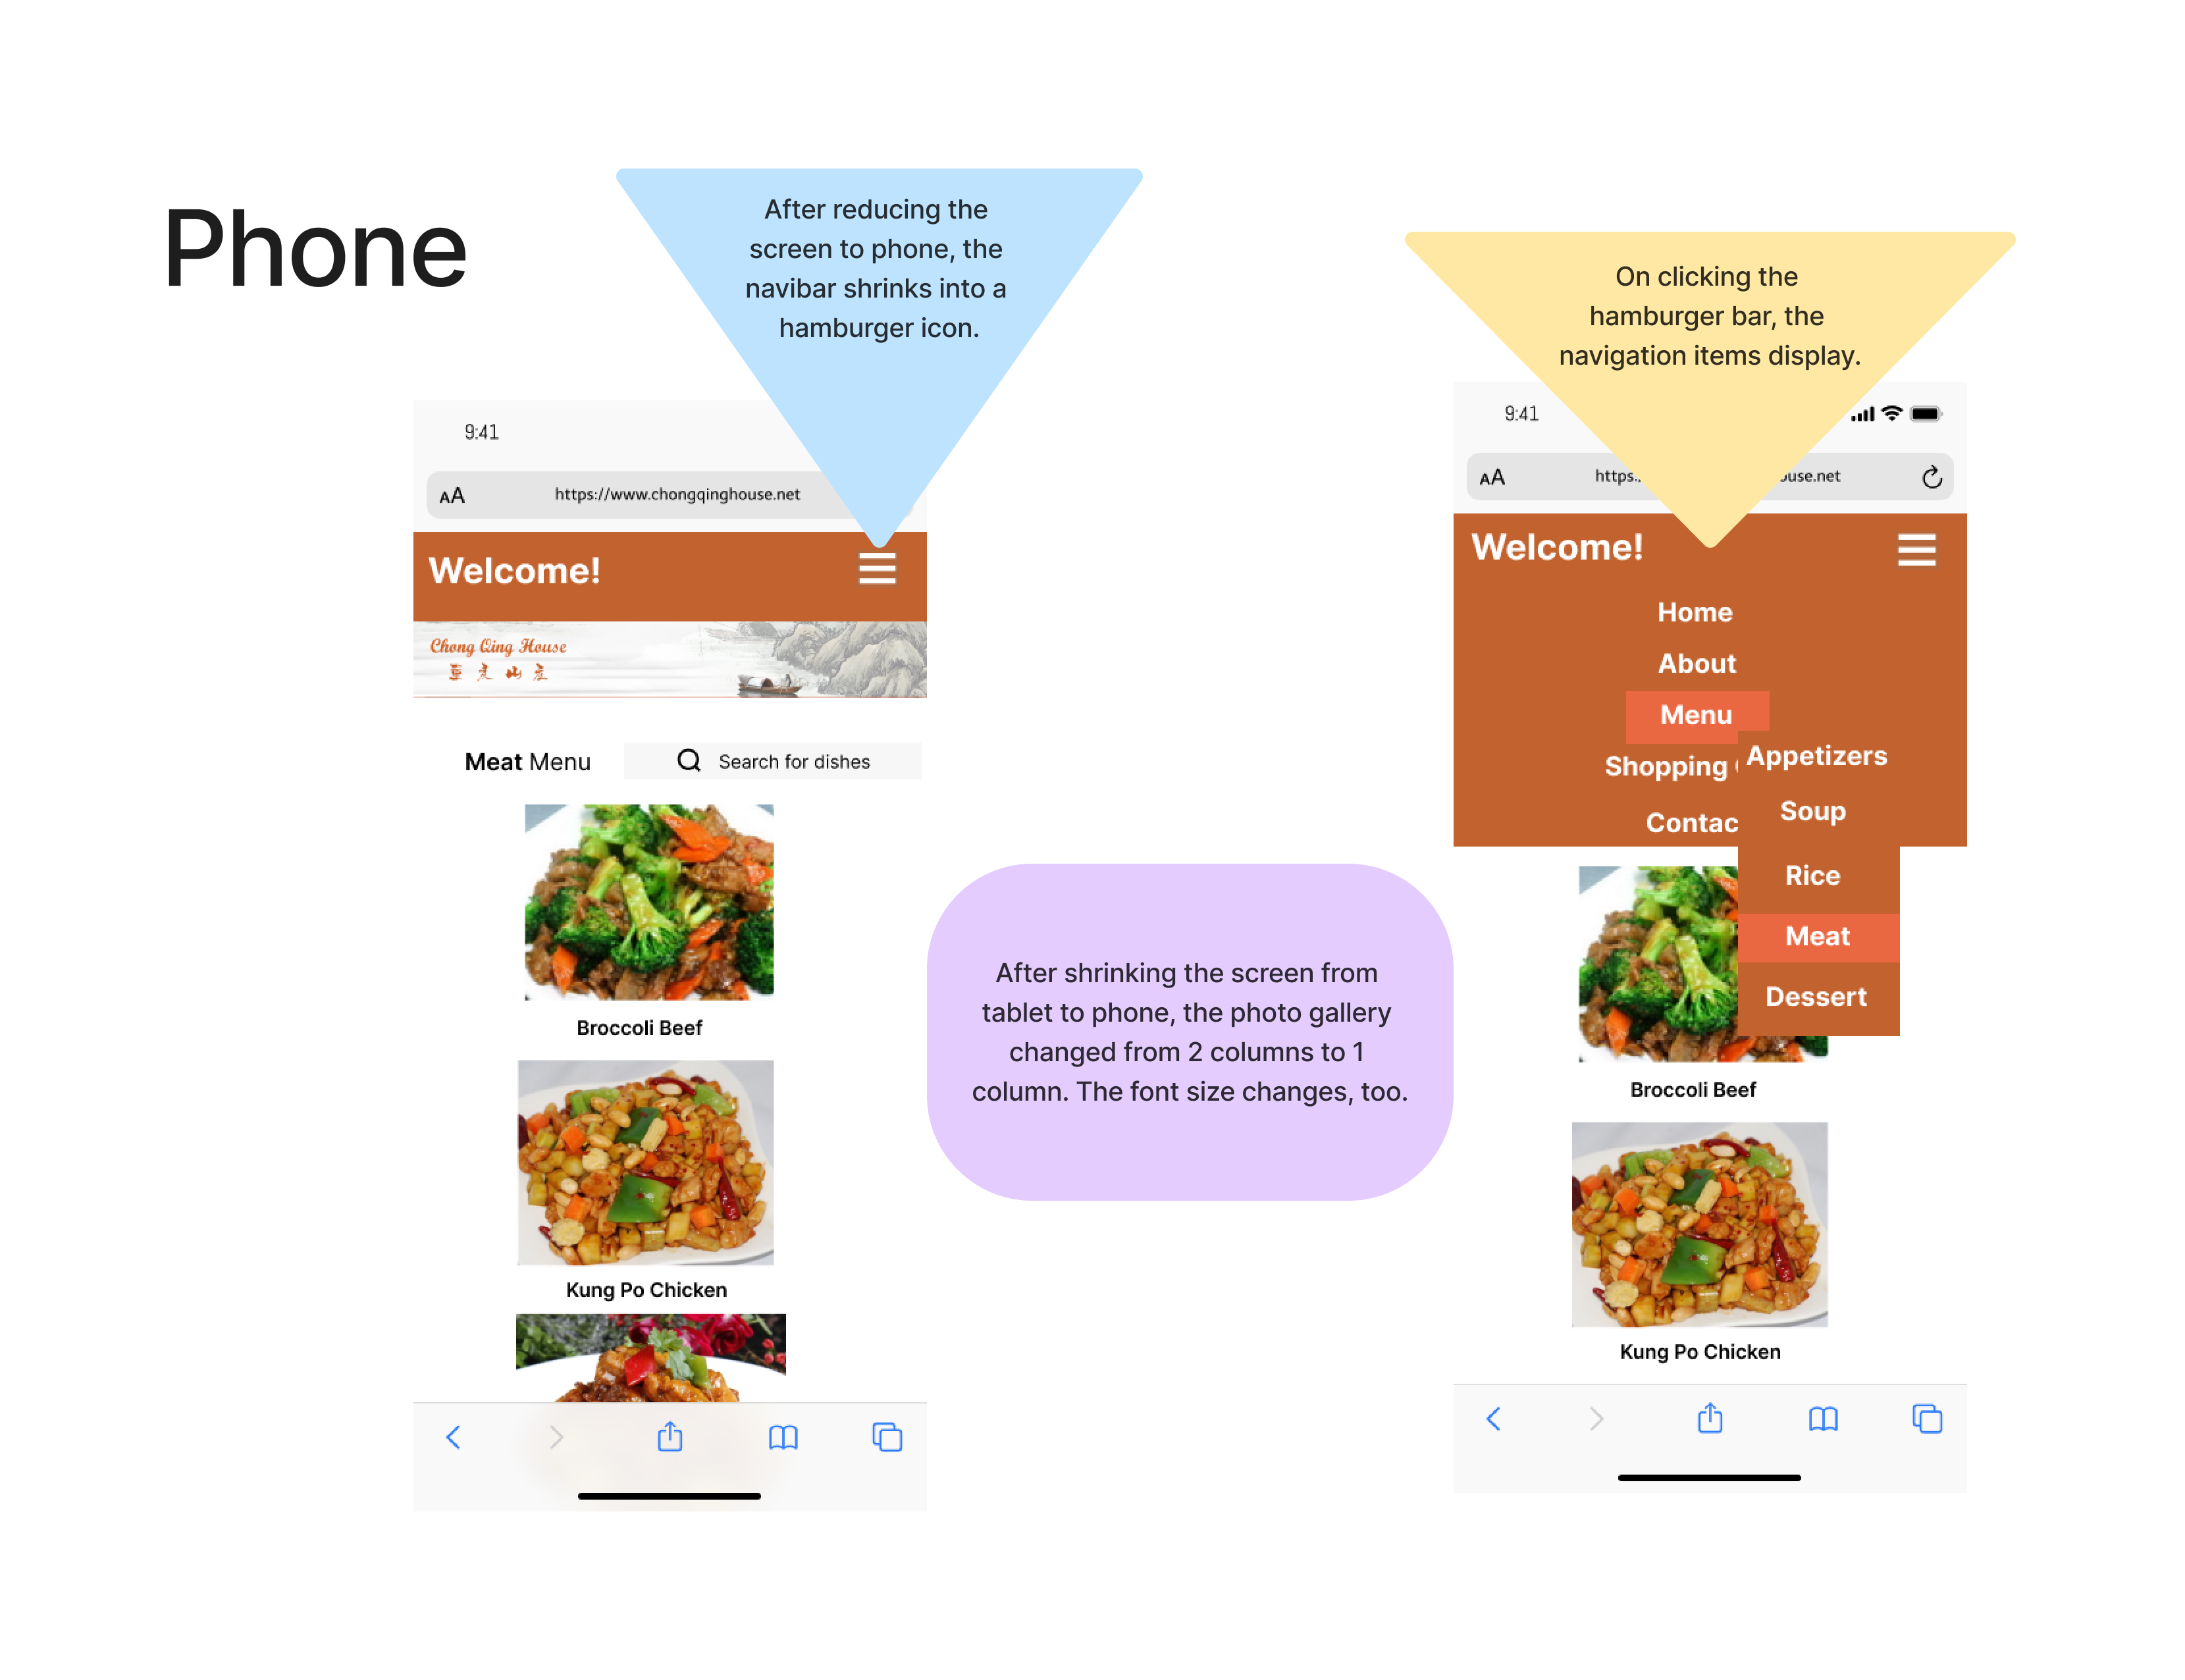 Phone
After reducing the
screen to phone, the
navibar shrinks into a
hamburger icon.
On clicking the
hamburger bar, the
navigation items display.
9:41
AA
https://www.chongqinghouse.net
Welcome!
Chong Qing House
Meat Menu
Search for dishes
Broccoli Beef
Kung Po Chicken
After shrinking the screen from
tablet to phone, the photo gallery
changed from 2 columns to 1
column. The font size changes, too.
9:41
AA
https: use.net
Welcome!
Home
About
Menu
Shopping
Contac
Appetizers
Soup
Rice
Meat
Dessert
Broccoli Beef
Kung Po Chicken